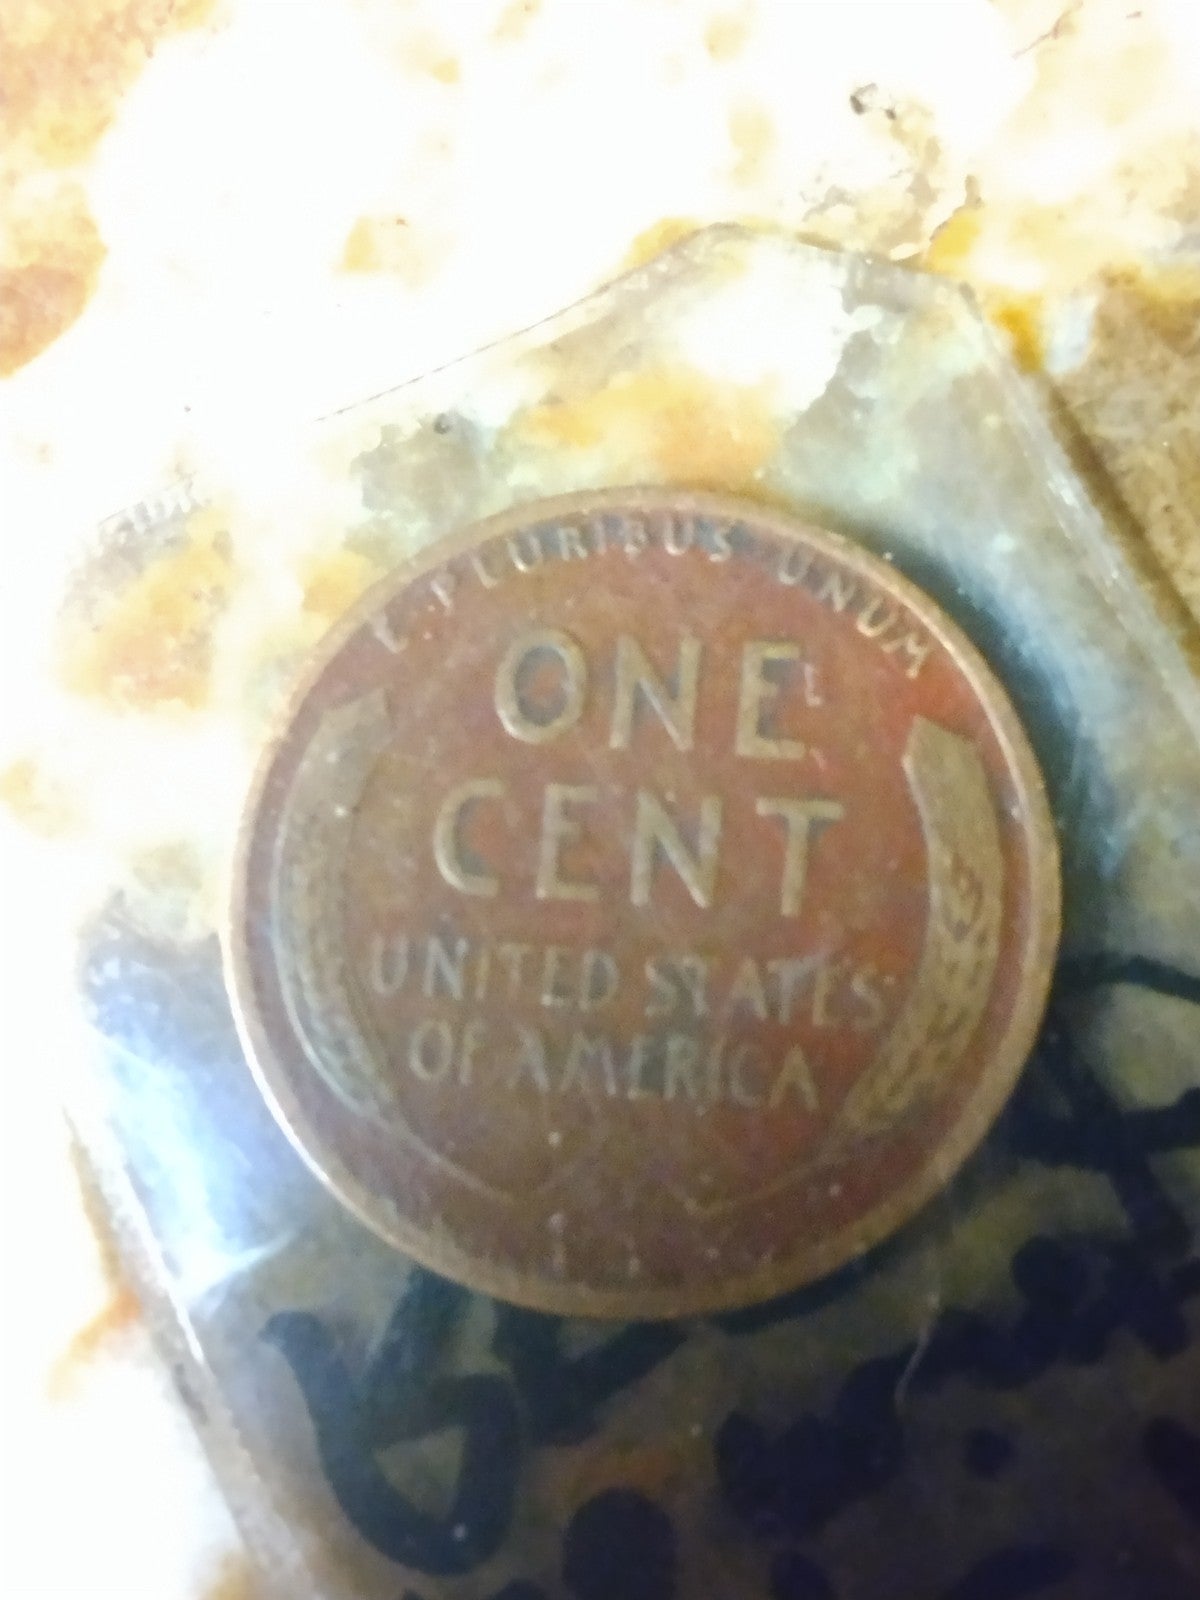 E PLURIBUS UNUM
ONE
CENT
UNITED STATES
OF AMERICA